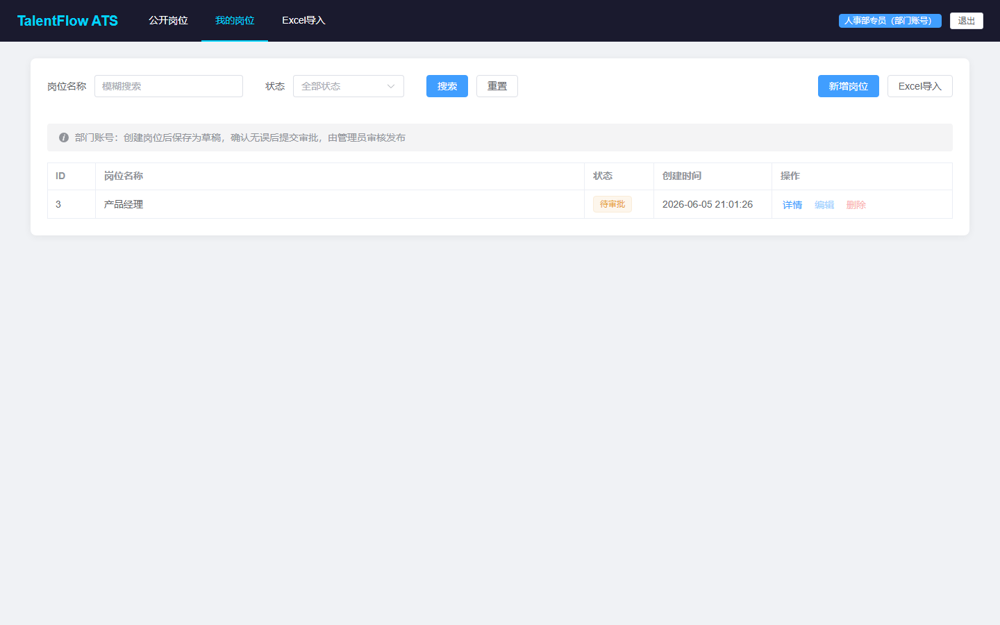 TalentFlow ATS 公开岗位 我的岗位 Excel导入 人事部专员（部门账号） 退出
岗位名称 模糊搜索 状态 全部状态 搜索 重置 新增岗位 Excel导入
部门账号：创建岗位后保存为草稿，确认无误后提交审批，由管理员审核发布
ID 岗位名称 状态 创建时间 操作
3 产品经理 待审批 2026-06-05 21:01:26 详情 编辑 删除